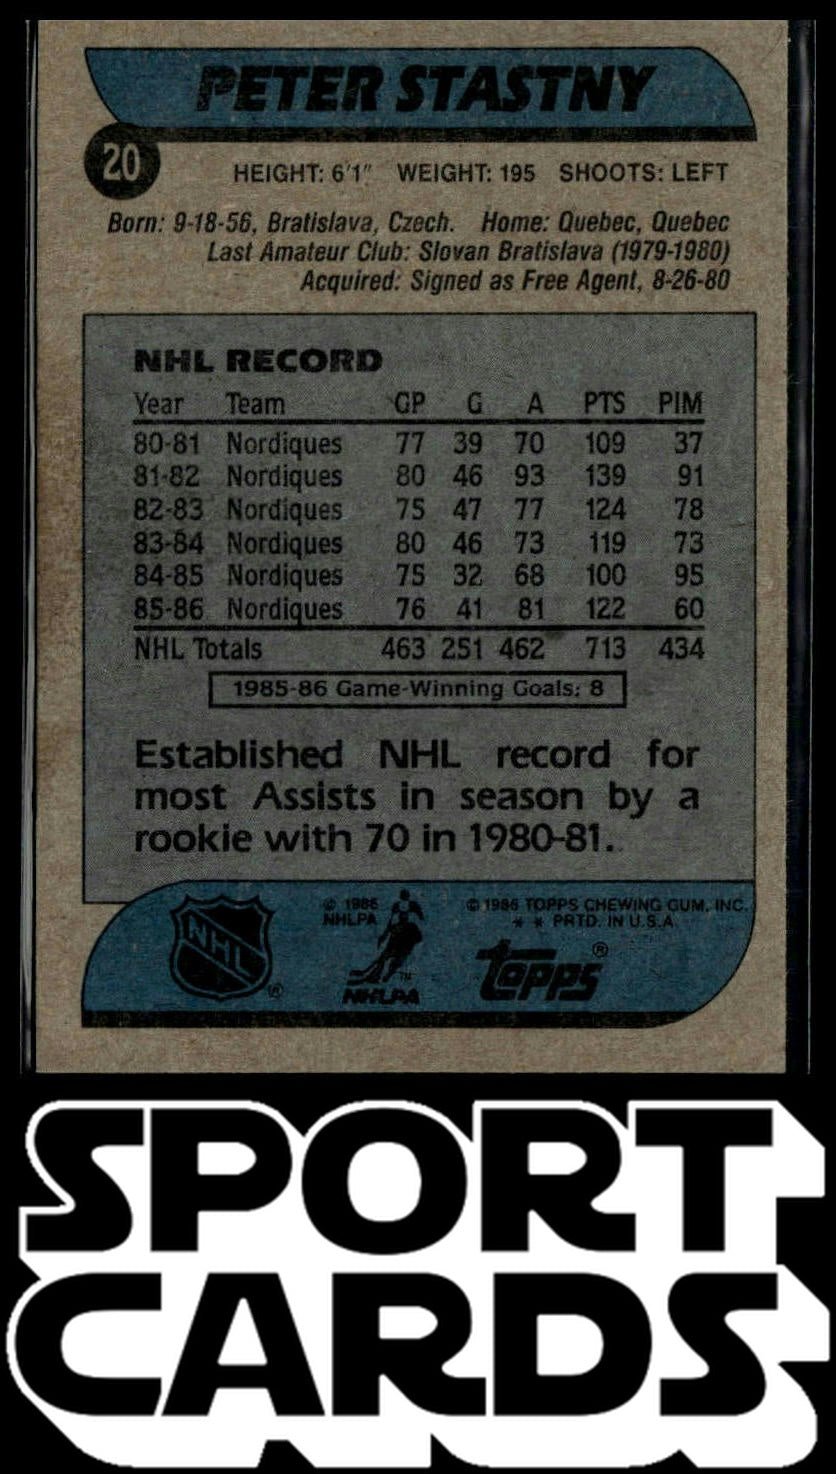 PETER STASTNY
20
HEIGHT: 6'1" WEIGHT: 195 SHOOTS: LEFT
Born: 9-18-56, Bratislava, Czech. Home: Quebec, Quebec
Last Amateur Club: Slovan Bratislava (1979-1980)
Acquired: Signed as Free Agent, 8-26-80
NHL RECORD
Year Team GP G A PTS PIM
80-81 Nordiques 77 39 70 109 37
81-82 Nordiques 80 46 93 139 91
82-83 Nordiques 75 47 77 124 78
83-84 Nordiques 80 46 73 119 73
84-85 Nordiques 75 32 68 100 95
85-86 Nordiques 76 41 81 122 60
NHL Totals 463 251 462 713 434
1985-86 Game-Winning Goals: 8
Established NHL record for
most Assists in season by a
rookie with 70 in 1980-81.
NHL ®
© 1986
NHLPA
NHLPA ™
© 1986 TOPPS CHEWING GUM, INC.
* * PRTD. IN U.S.A.
topps ®
SPORT
CARDS